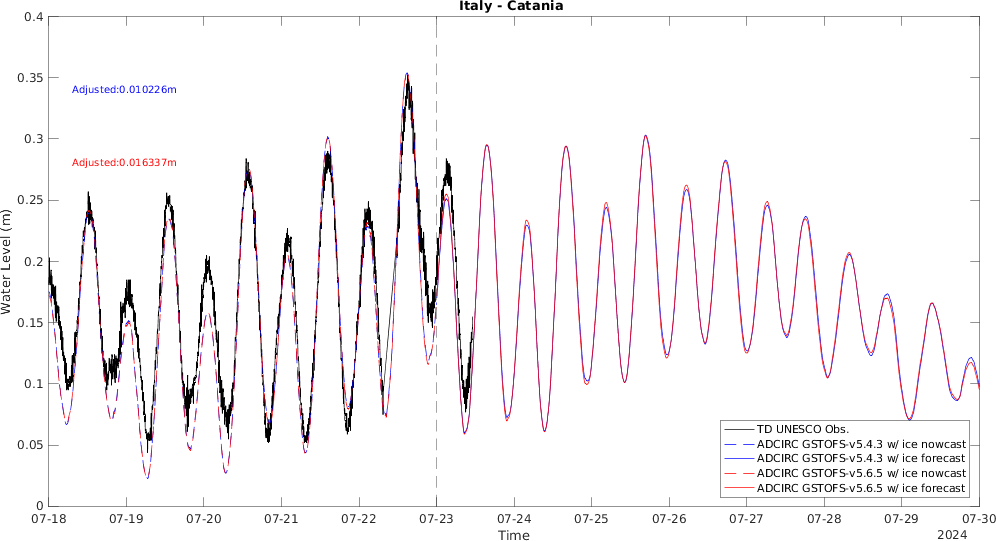 Italy - Catania
0.4
0.35
0.3
0.25
0.2
0.15
0.1
0.05
0
Water Level (m)
Adjusted:0.010226m
Adjusted:0.016337m
TD UNESCO Obs.
ADCIRC GSTOFS-v5.4.3 w/ ice nowcast
ADCIRC GSTOFS-v5.4.3 w/ ice forecast
ADCIRC GSTOFS-v5.6.5 w/ ice nowcast
ADCIRC GSTOFS-v5.6.5 w/ ice forecast
07-18 07-19 07-20 07-21 07-22 07-23 07-24 07-25 07-26 07-27 07-28 07-29 07-30
Time
2024